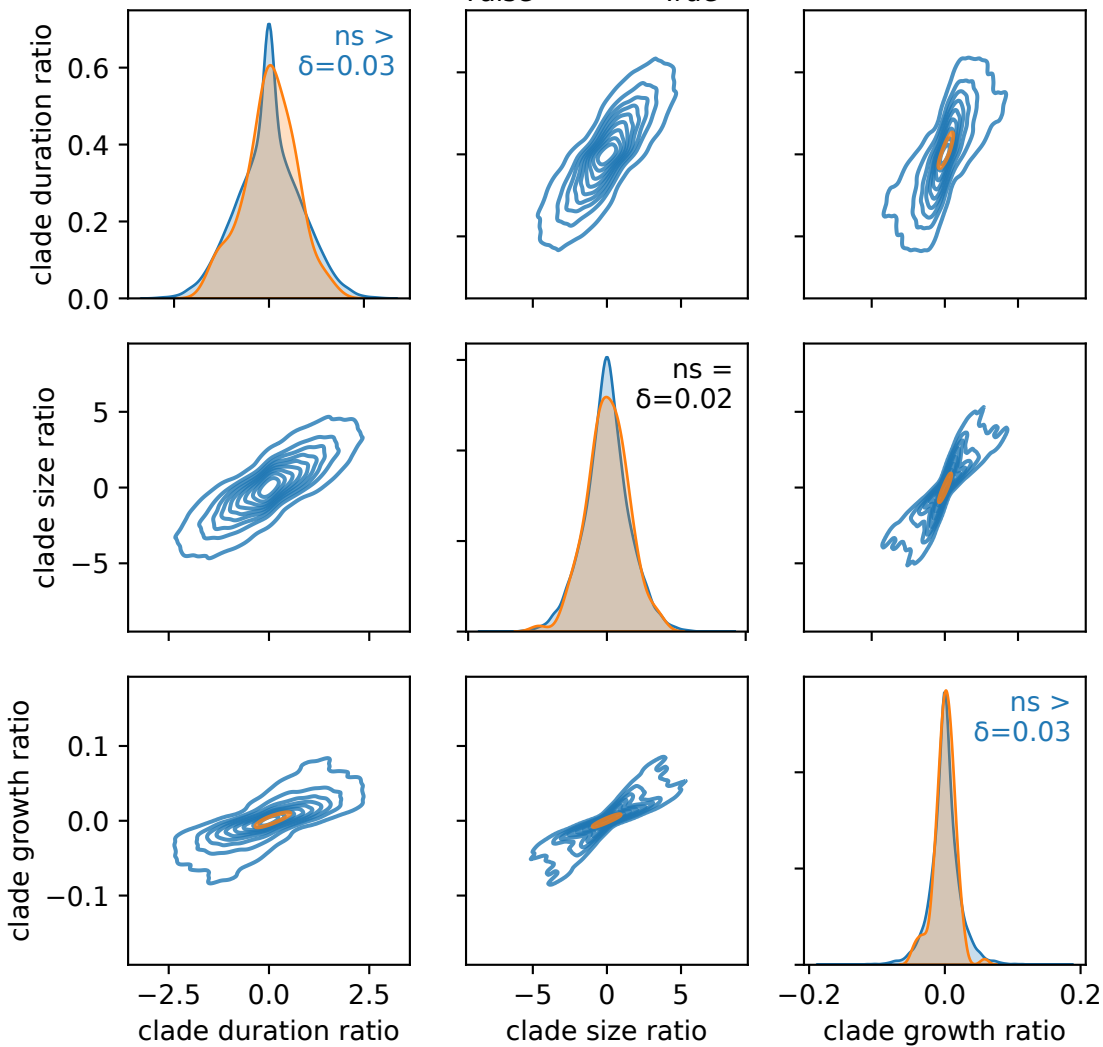 clade duration ratio
0.6
0.4
0.2
0.0
ns >
δ=0.03
clade size ratio
5
0
−5
ns =
δ=0.02
clade growth ratio
0.1
0.0
−0.1
ns >
δ=0.03
−2.5 0.0 2.5
−5 0 5
−0.2 0.0 0.2
clade duration ratio
clade size ratio
clade growth ratio